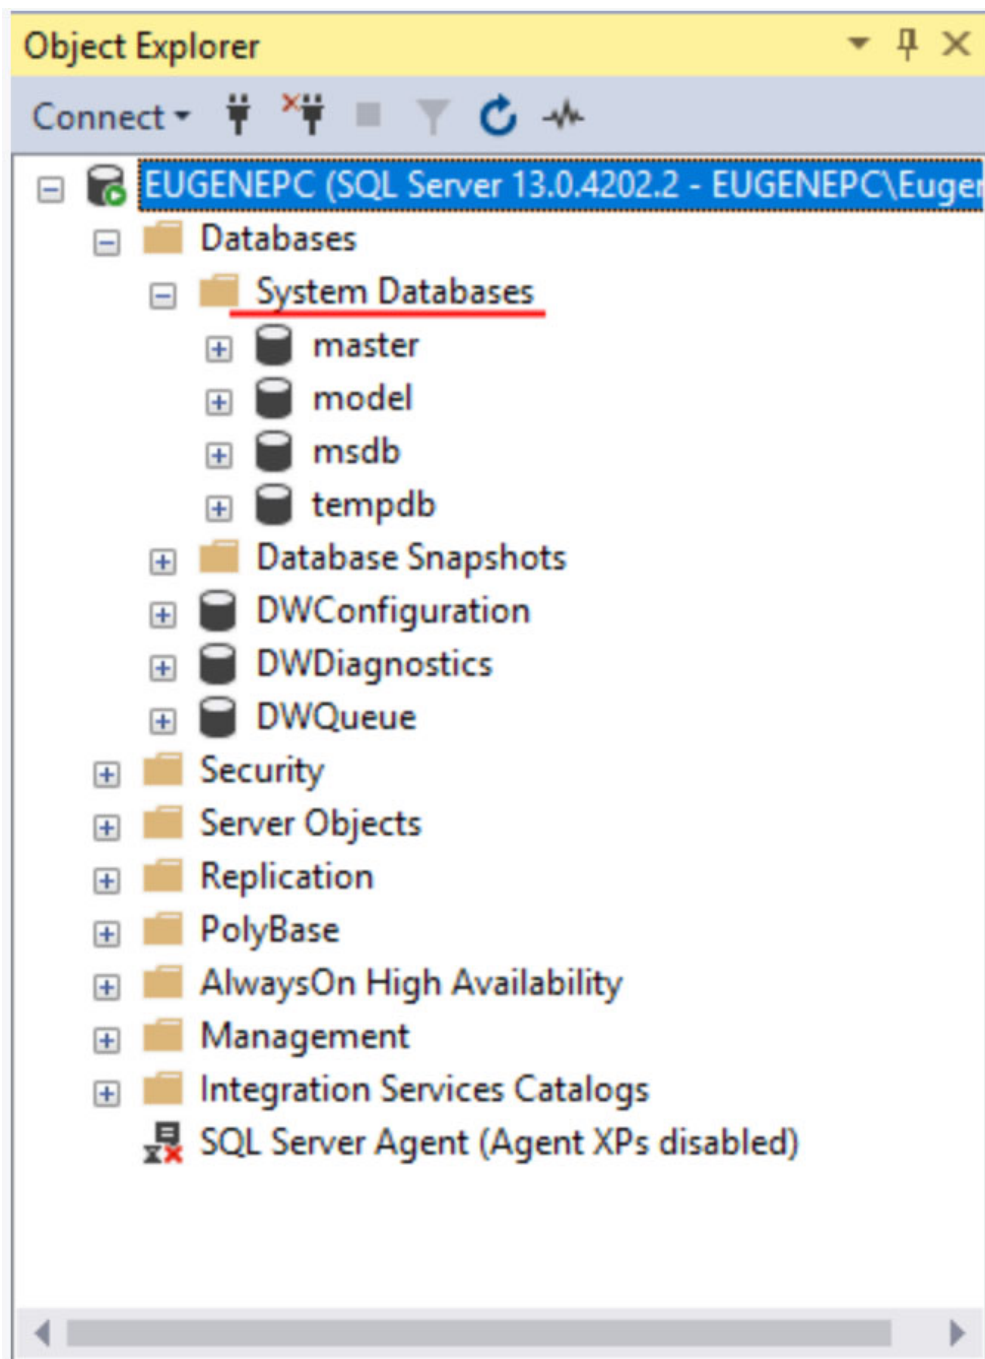 Object Explorer
Connect
EUGENEPC (SQL Server 13.0.4202.2 - EUGENEPC\Eugen
Databases
System Databases
master
model
msdb
tempdb
Database Snapshots
DWConfiguration
DWDiagnostics
DWQueue
Security
Server Objects
Replication
PolyBase
AlwaysOn High Availability
Management
Integration Services Catalogs
SQL Server Agent (Agent XPs disabled)